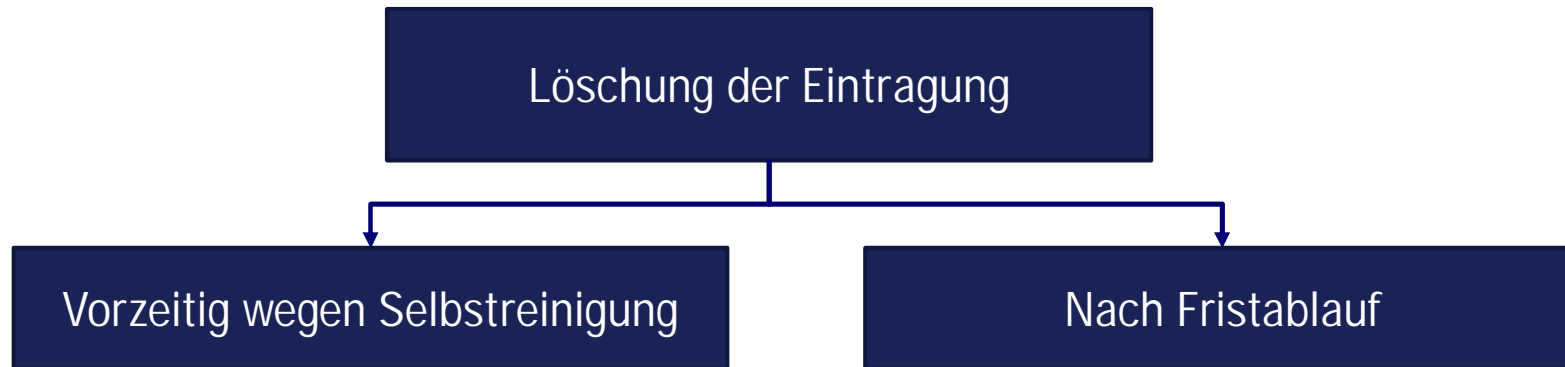 Löschung der Eintragung
Vorzeitig wegen Selbstreinigung
Nach Fristablauf